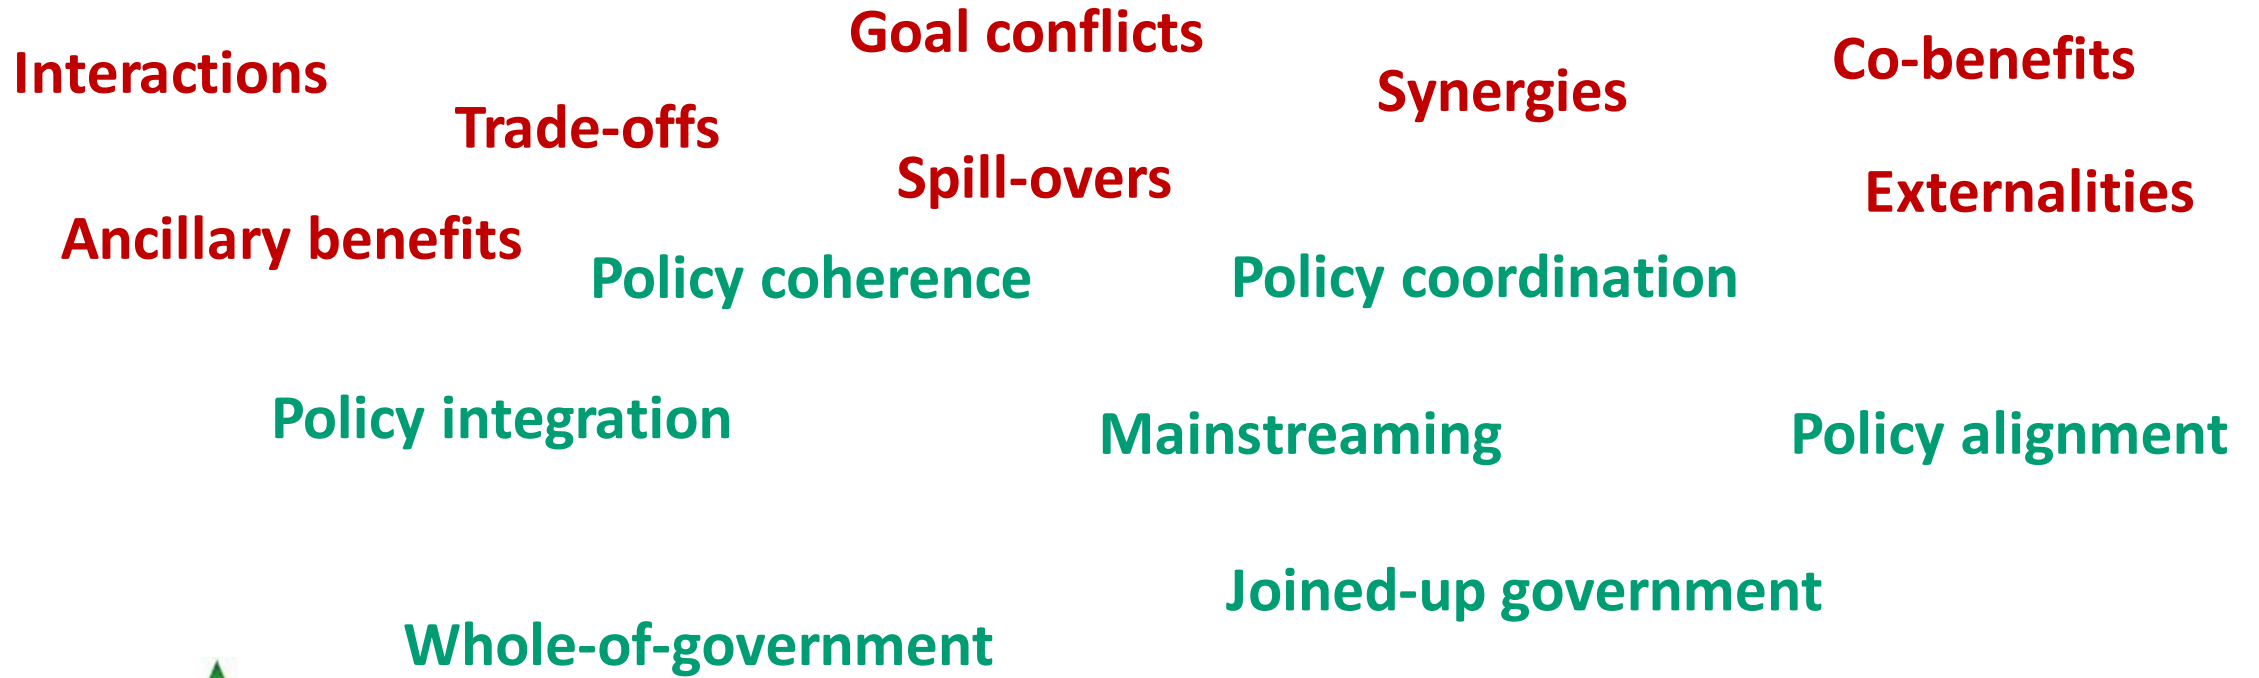 Goal conflicts
Interactions
Co-benefits
Synergies
Trade-offs
Spill-overs
Externalities
Ancillary benefits
Policy coherence
Policy coordination
Policy integration
Mainstreaming
Policy alignment
Joined-up government
Whole-of-government